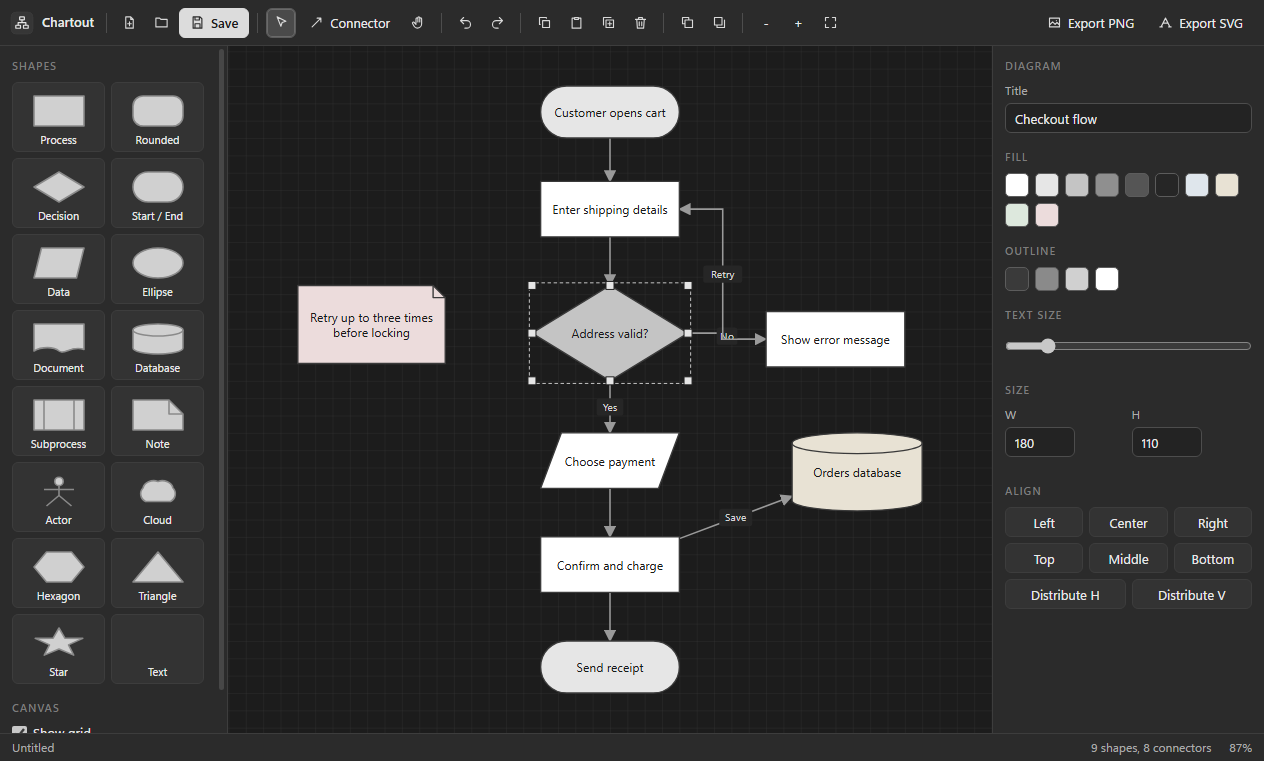 Chartout
Save
Connector
-
+
Export PNG
Export SVG
SHAPES
Process
Rounded
Decision
Start / End
Data
Ellipse
Document
Database
Subprocess
Note
Actor
Cloud
Hexagon
Triangle
Star
Text
CANVAS
Show grid
Customer opens cart
Enter shipping details
Retry
Retry up to three times
before locking
Address valid?
No
Show error message
Yes
Choose payment
Orders database
Save
Confirm and charge
Send receipt
DIAGRAM
Title
Checkout flow
FILL
OUTLINE
TEXT SIZE
SIZE
W
H
180
110
ALIGN
Left
Center
Right
Top
Middle
Bottom
Distribute H
Distribute V
Untitled
9 shapes, 8 connectors
87%